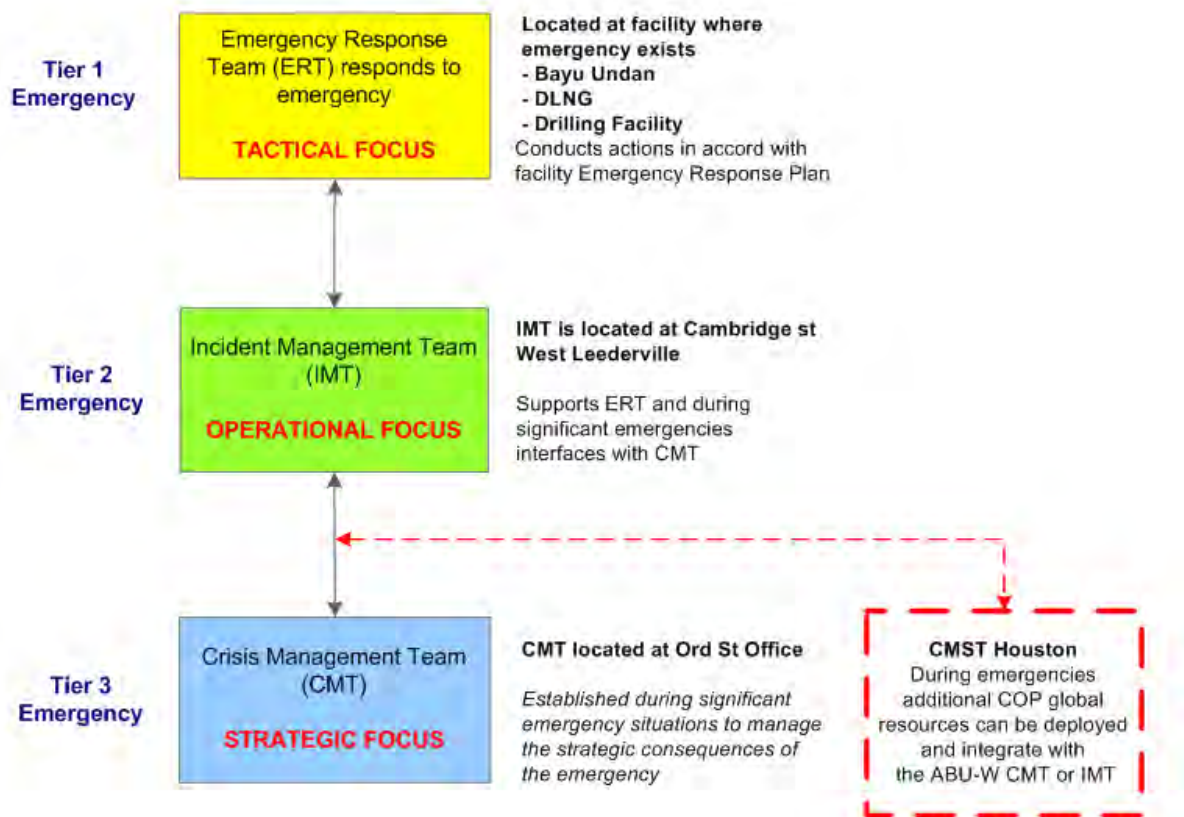 Tier 1
Emergency
Emergency Response
Team (ERT) responds to
emergency
TACTICAL FOCUS
Located at facility where
emergency exists
- Bayu Undan
- DLNG
- Drilling Facility
Conducts actions in accord with
facility Emergency Response Plan
Tier 2
Emergency
Incident Management Team
(IMT)
OPERATIONAL FOCUS
IMT is located at Cambridge st
West Leederville
Supports ERT and during
significant emergencies
interfaces with CMT
Tier 3
Emergency
Crisis Management Team
(CMT)
STRATEGIC FOCUS
CMT located at Ord St Office
Established during significant
emergency situations to manage
the strategic consequences of
the emergency
CMST Houston
During emergencies
additional COP global
resources can be deployed
and integrate with
the ABU-W CMT or IMT